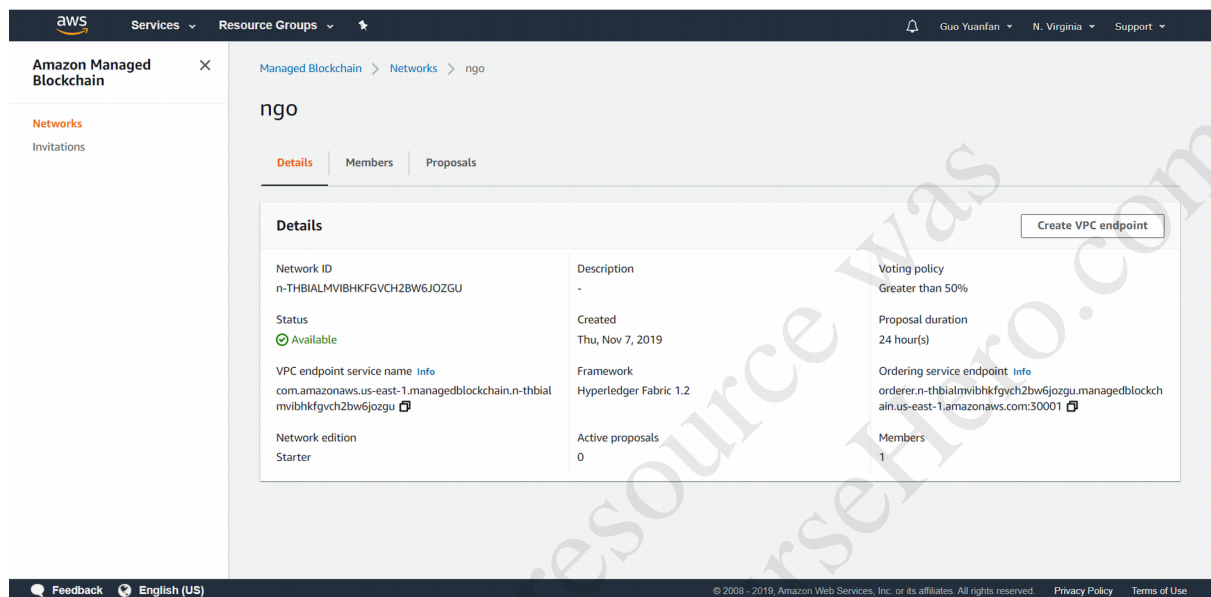 aws Services Resource Groups Guo Yuanfan N. Virginia Support
Amazon Managed
Blockchain
Networks
Invitations
Managed Blockchain > Networks > ngo
ngo
Details Members Proposals
Details Create VPC endpoint
Network ID
n-THBIALMVIBHKFGVCH2BW6JOZGU
Status
Available
VPC endpoint service name Info
com.amazonaws.us-east-1.managedblockchain.n-thbial
mvibhkfgvch2bw6jozgu
Network edition
Starter
Description
-
Created
Thu, Nov 7, 2019
Framework
Hyperledger Fabric 1.2
Active proposals
0
Voting policy
Greater than 50%
Proposal duration
24 hour(s)
Ordering service endpoint Info
orderer.n-thbialmvibhkfgvch2bw6jozgu.managedblockch
ain.us-east-1.amazonaws.com:30001
Members
1
Feedback English (US) © 2008 - 2019, Amazon Web Services, Inc. or its affiliates. All rights reserved. Privacy Policy Terms of Use
resource was
rseHero.com